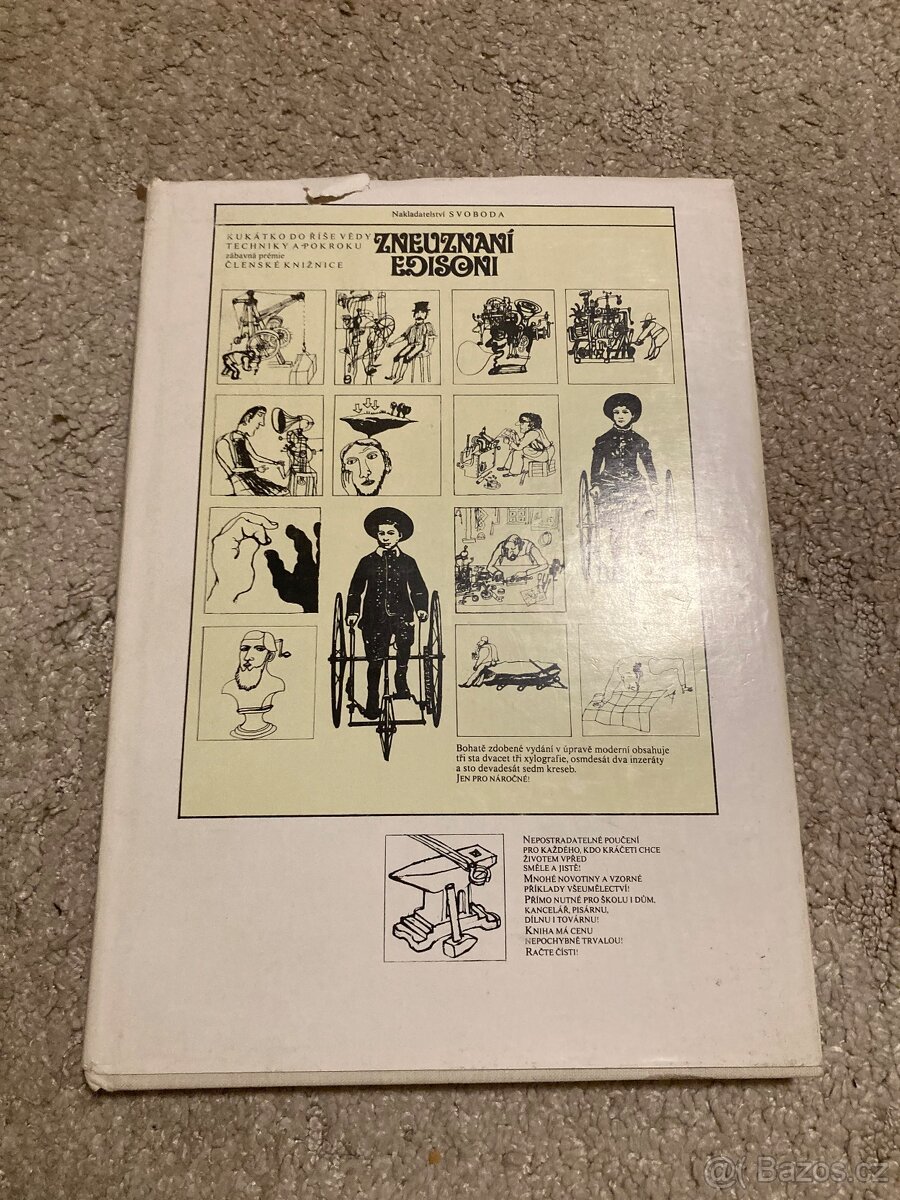 Nakladatelství SVOBODA
KUKÁTKO DO ŘÍŠE VĚDY
TECHNIKY A POKROKU
zábavná prémie
ČLENSKÉ KNIŽNICE
ZNEUZNANÍ
EDISONI
Bohatě zdobené vydání v úpravě moderní obsahuje
tři sta dvacet tři xylografie, osmdesát dva inzeráty
a sto devadesát sedm kreseb.
JEN PRO NÁROČNÉ!
NEPOSTRADATELNÉ POUČENÍ
PRO KAŽDÉHO, KDO KRÁČETI CHCE
ŽIVOTEM VPŘED
SMĚLE A JISTĚ!
MNOHÉ NOVOTINY A VZORNÉ
PŘÍKLADY VŠEUMĚLECTVÍ!
PŘÍMO NUTNÉ PRO ŠKOLU I DŮM,
KANCELÁŘ, PISÁRNU,
DÍLNU I TOVÁRNU!
KNIHA MÁ CENU
NEPOCHYBNĚ TRVALOU!
RAČTE ČÍSTI!
@( Bazos.cz